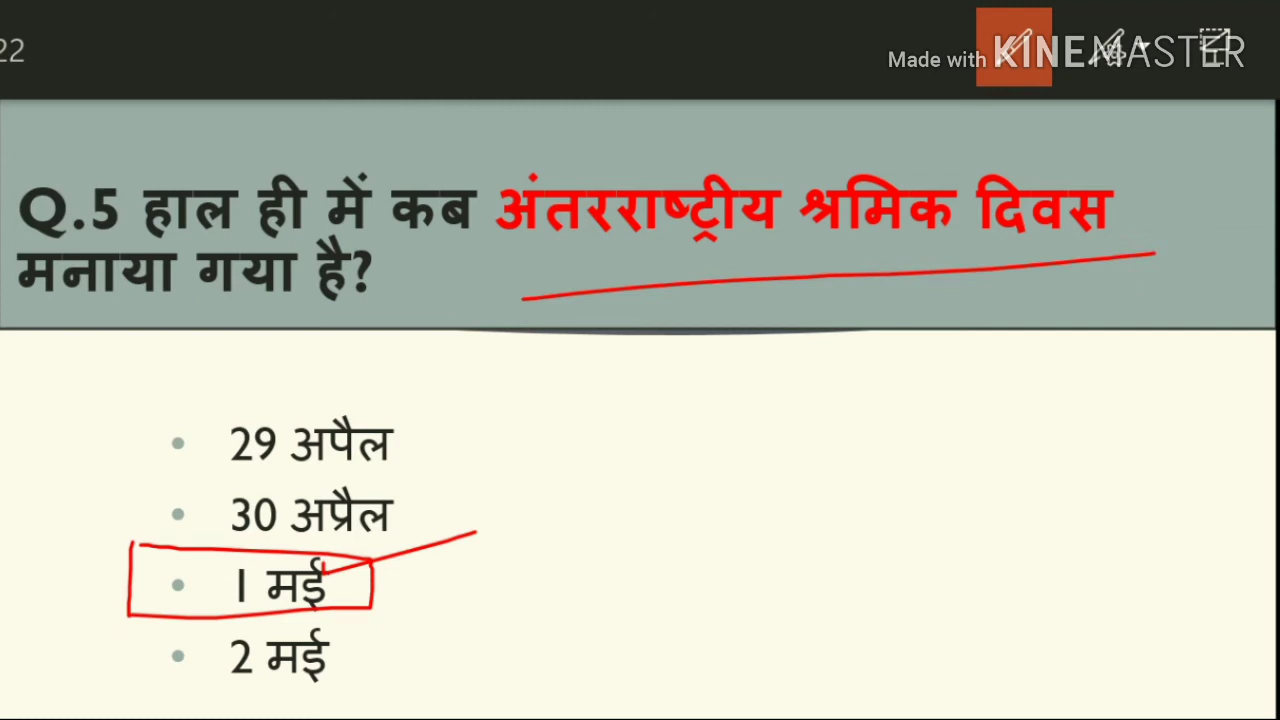 22
Made with KINEMASTER
Q.5 हाल ही में कब अंतरराष्ट्रीय श्रमिक दिवस
मनाया गया है?
• 29 अपैल
• 30 अप्रैल
• 1 मई
• 2 मई